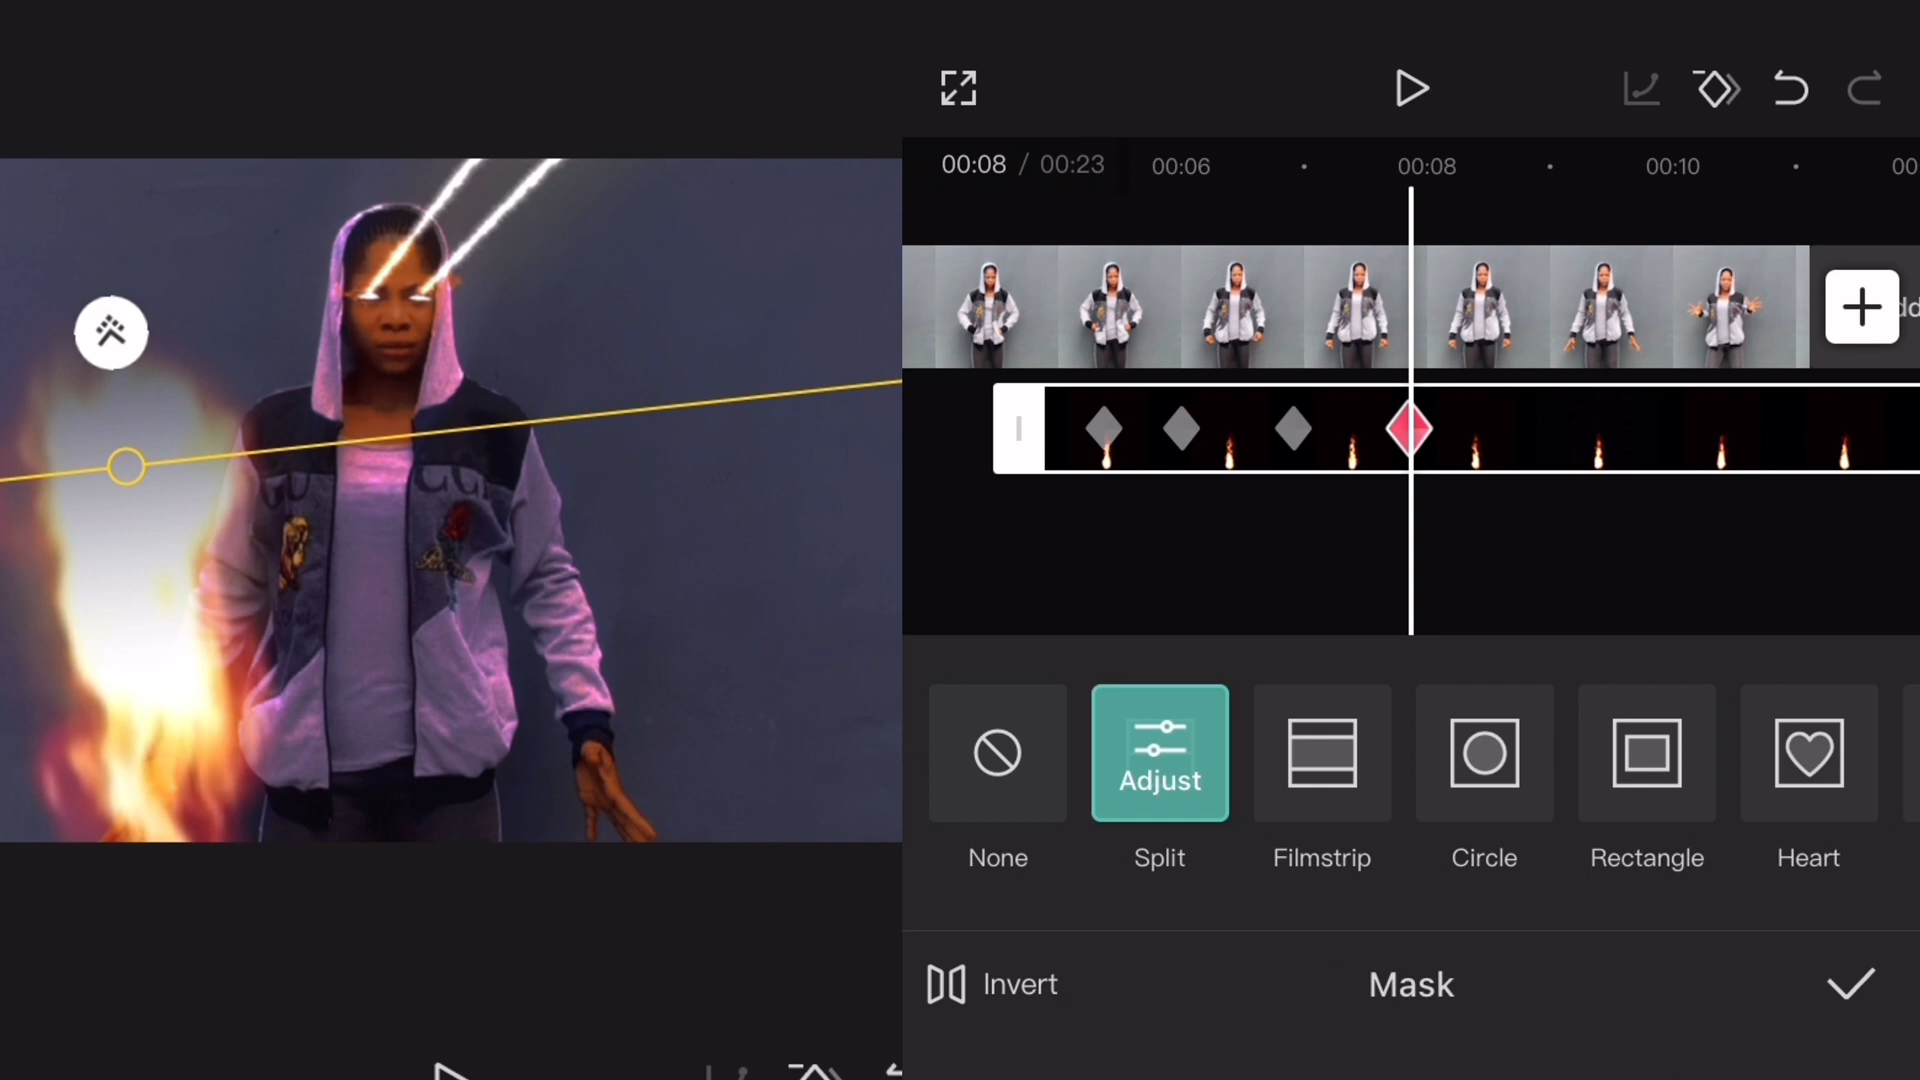 00:08 / 00:23
00:06
00:08
00:10
00
Adjust
None
Split
Filmstrip
Circle
Rectangle
Heart
Invert
Mask